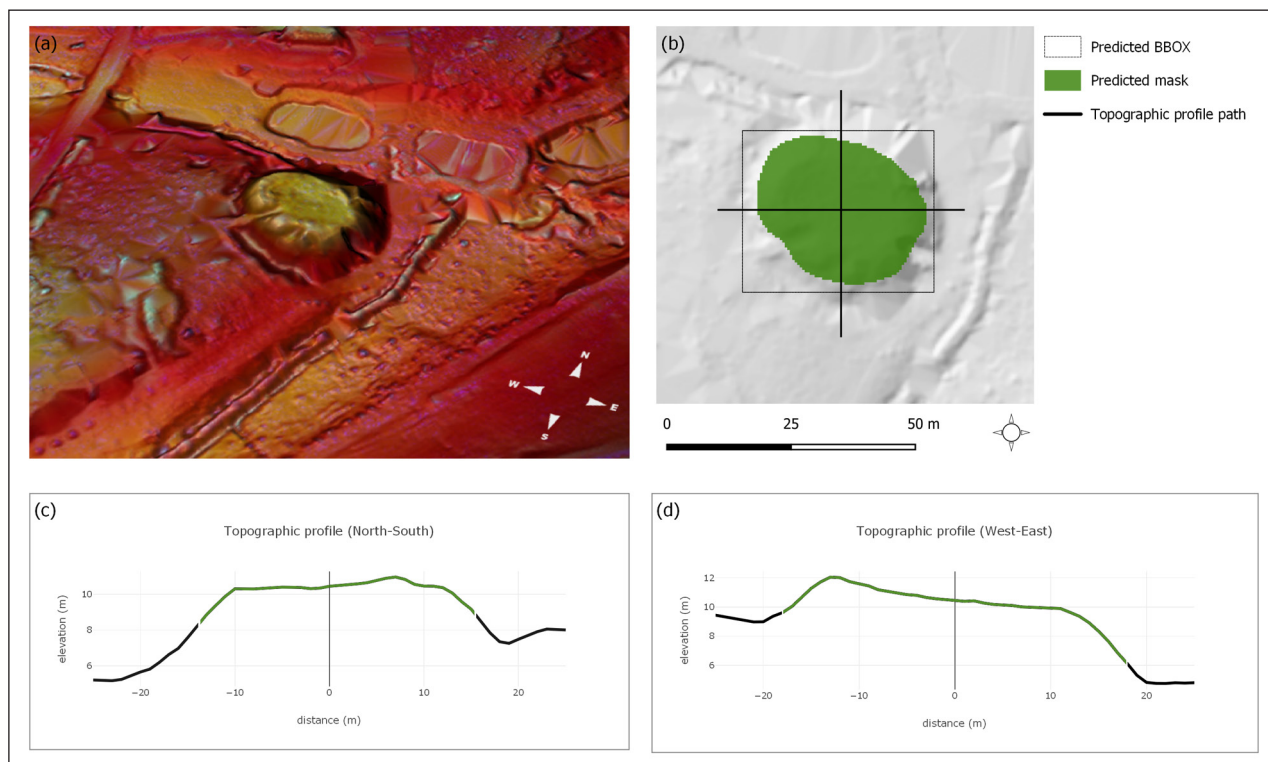 (a)
N
W
E
S
(b)
Predicted BBOX
Predicted mask
Topographic profile path
0 25 50 m
(c)
Topographic profile (North-South)
10
8
6
elevation (m)
−20 −10 0 10 20
distance (m)
(d)
Topographic profile (West-East)
12
10
8
6
elevation (m)
−20 −10 0 10 20
distance (m)